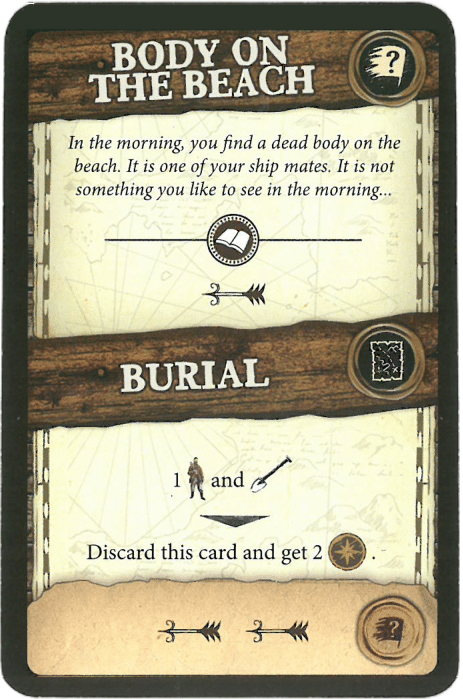 BODY ON
THE BEACH
?
In the morning, you find a dead body on the
beach. It is one of your ship mates. It is not
something you like to see in the morning...
BURIAL
1 and
Discard this card and get 2 .
?